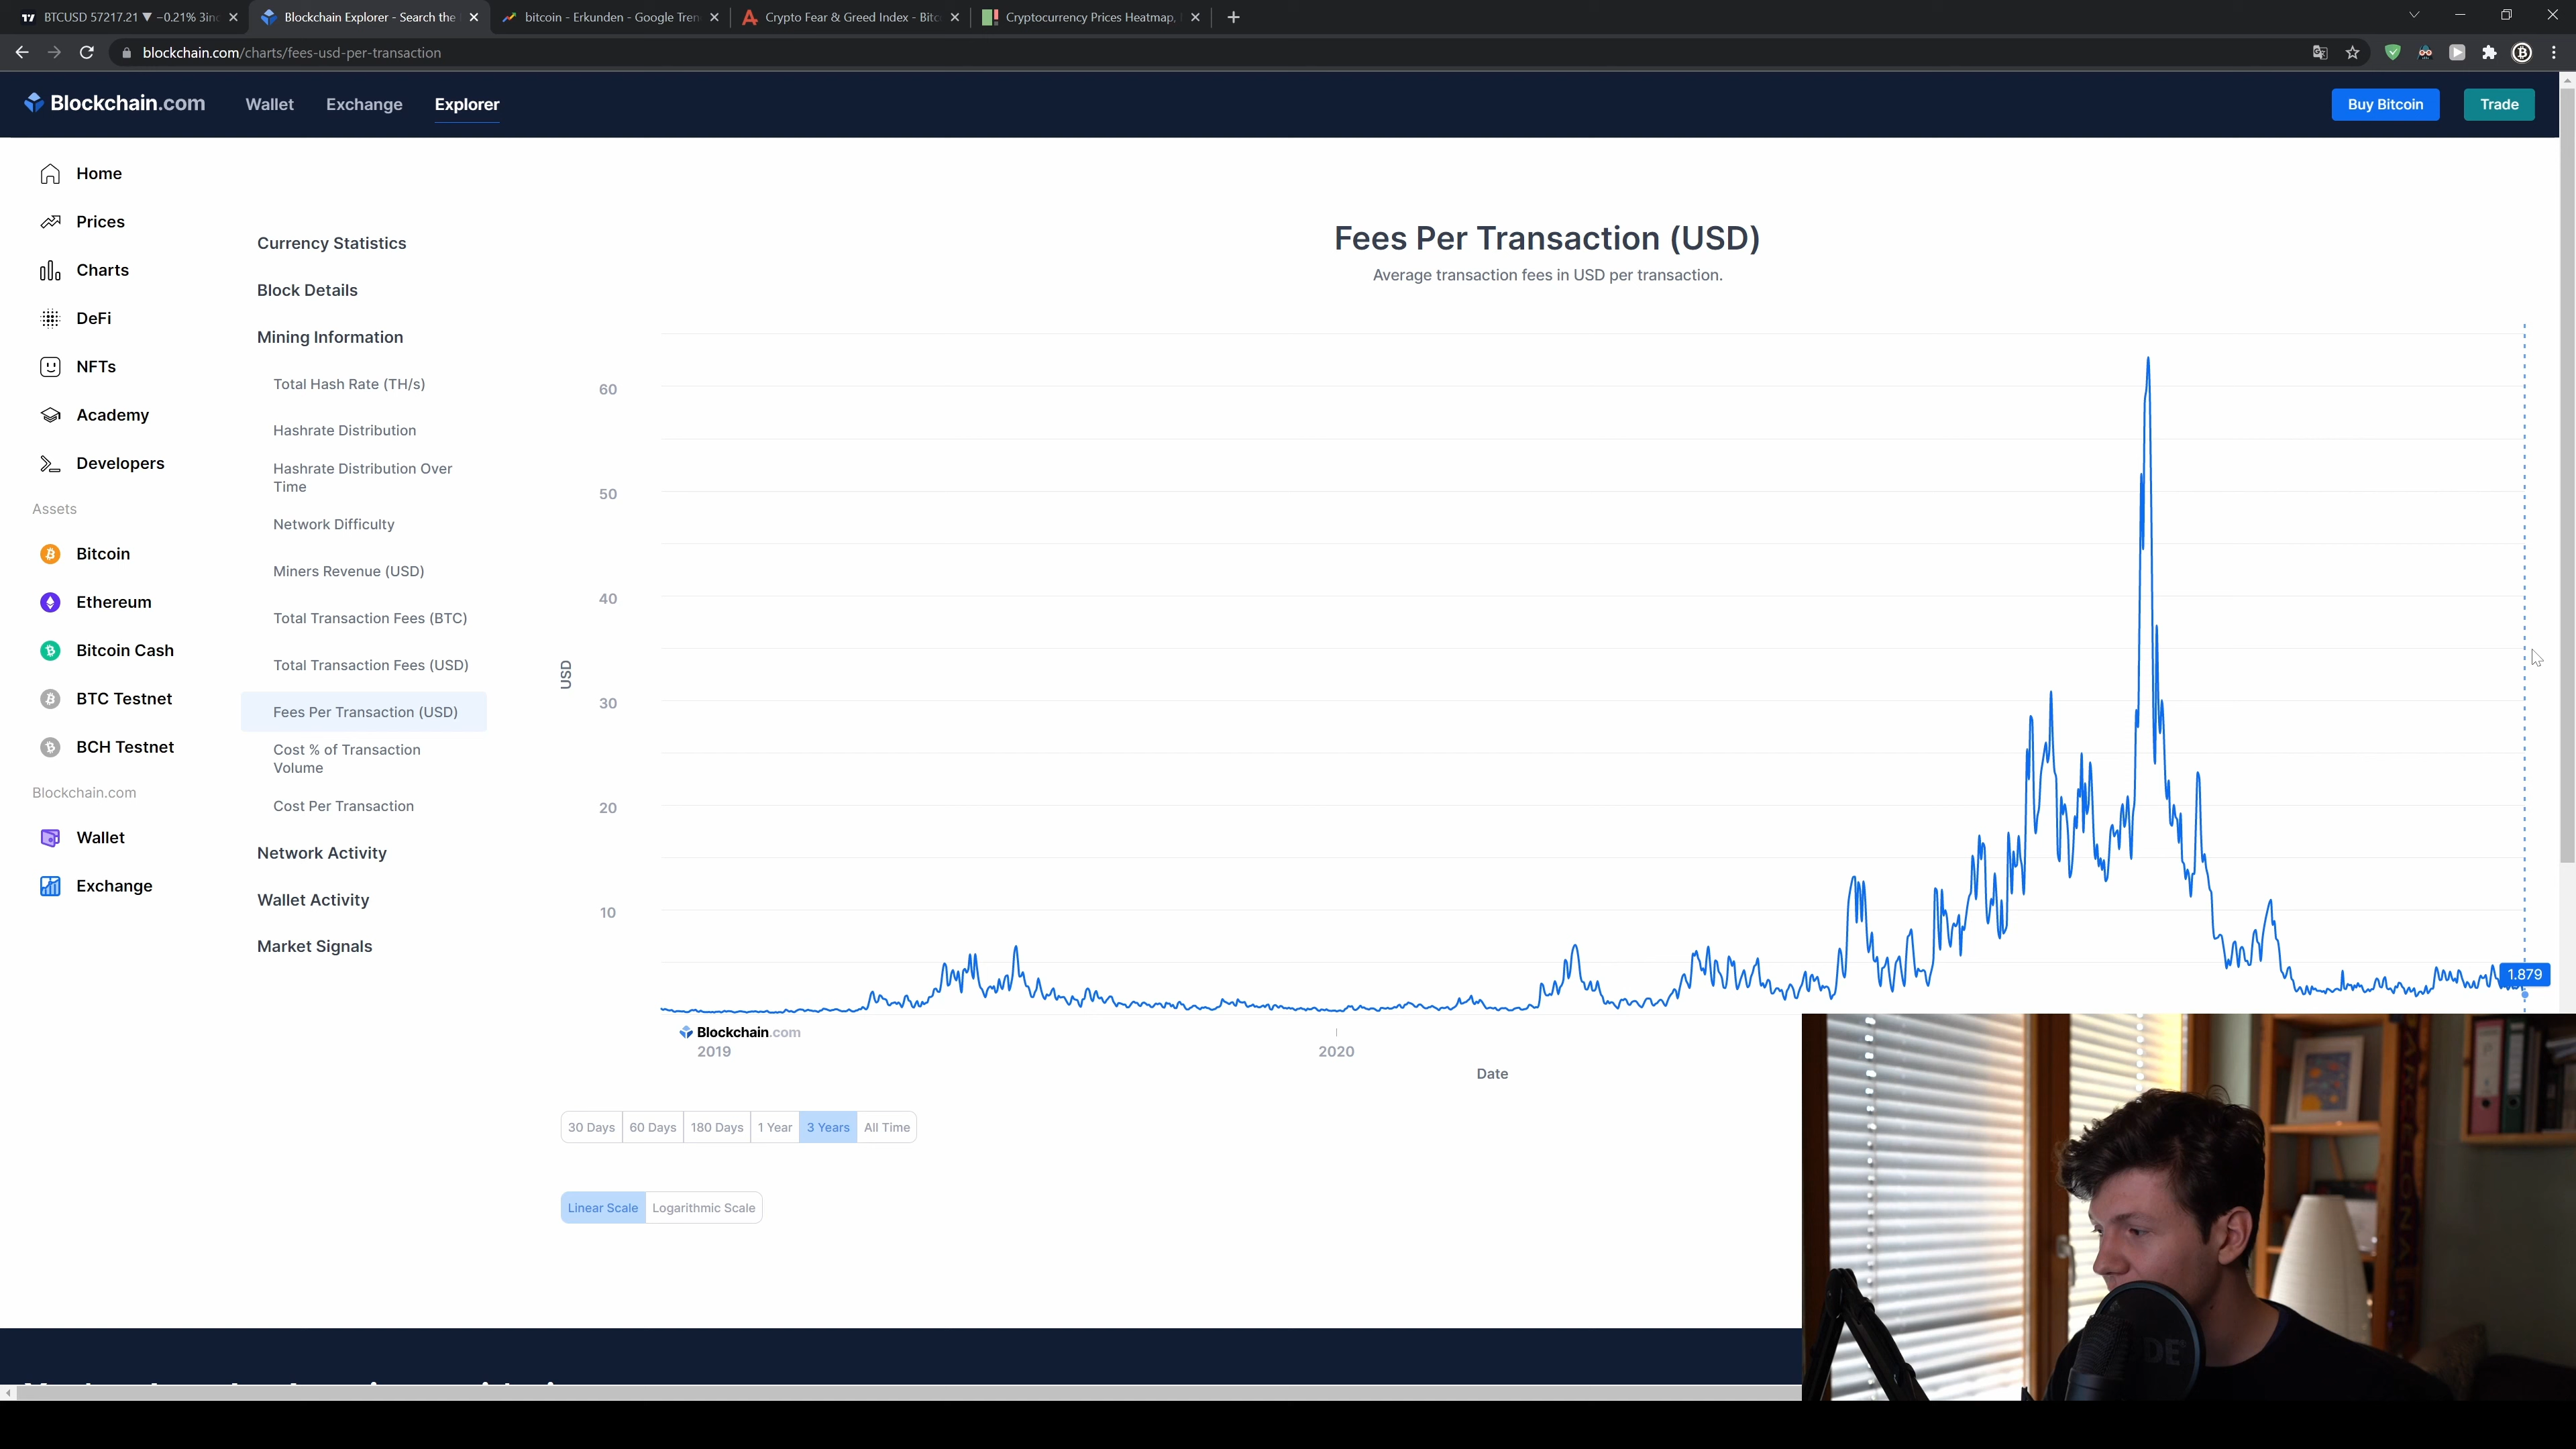 BTCUSD 57217.21 ▼ −0.21% 3in
Blockchain Explorer - Search the
bitcoin - Erkunden - Google Tren
Crypto Fear & Greed Index - Bitc
Cryptocurrency Prices Heatmap,
blockchain.com/charts/fees-usd-per-transaction
Blockchain.com
Wallet
Exchange
Explorer
Buy Bitcoin
Trade
Home
Prices
Charts
DeFi
NFTs
Academy
Developers
Assets
Bitcoin
Ethereum
Bitcoin Cash
BTC Testnet
BCH Testnet
Blockchain.com
Wallet
Exchange
Currency Statistics
Block Details
Mining Information
Total Hash Rate (TH/s)
Hashrate Distribution
Hashrate Distribution Over
Time
Network Difficulty
Miners Revenue (USD)
Total Transaction Fees (BTC)
Total Transaction Fees (USD)
Fees Per Transaction (USD)
Cost % of Transaction
Volume
Cost Per Transaction
Network Activity
Wallet Activity
Market Signals
Fees Per Transaction (USD)
Average transaction fees in USD per transaction.
60
50
40
30
20
10
USD
1.879
Blockchain.com
2019
2020
Date
30 Days
60 Days
180 Days
1 Year
3 Years
All Time
Linear Scale
Logarithmic Scale